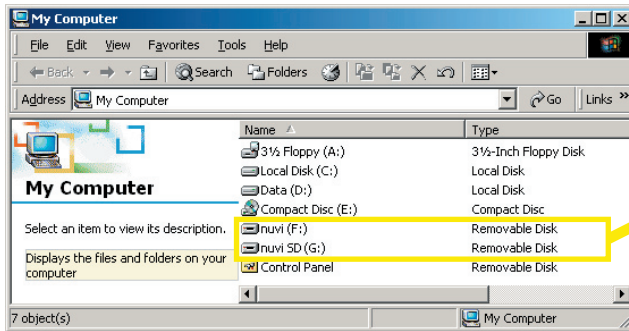 My Computer
File Edit View Favorites Tools Help
Back Search Folders
Address My Computer Go Links »
Name Type
3½ Floppy (A:) 3½-Inch Floppy Disk
Local Disk (C:) Local Disk
Data (D:) Local Disk
Compact Disc (E:) Compact Disc
nuvi (F:) Removable Disk
nuvi SD (G:) Removable Disk
Control Panel Removable Disk
My Computer
Select an item to view its description.
Displays the files and folders on your
computer
7 object(s) My Computer